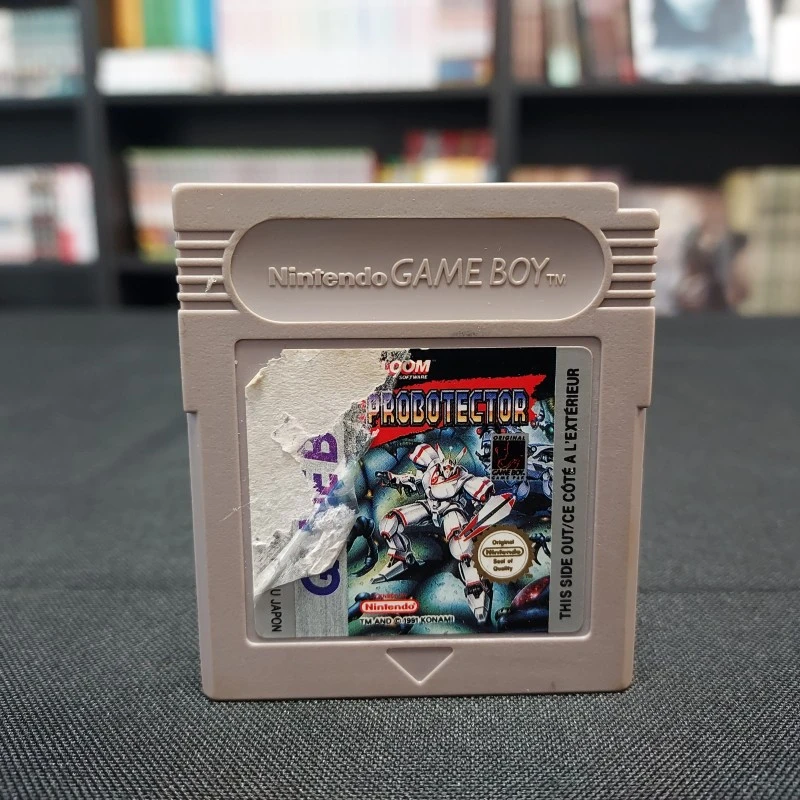 Nintendo GAME BOY TM
OOM
SOFTWARE
PROBOTECTOR
ORIGINAL
Original
Nintendo
Seal of
Quality
Nintendo
TM AND © 1991 KONAMI
THIS SIDE OUT/CE CÔTÉ À L'EXTÉRIEUR
U JAPON